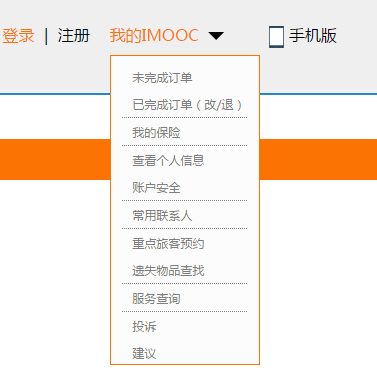 登录 | 注册 我的IMOOC 手机版
未完成订单
已完成订单（改/退）
我的保险
查看个人信息
账户安全
常用联系人
重点旅客预约
遗失物品查找
服务查询
投诉
建议